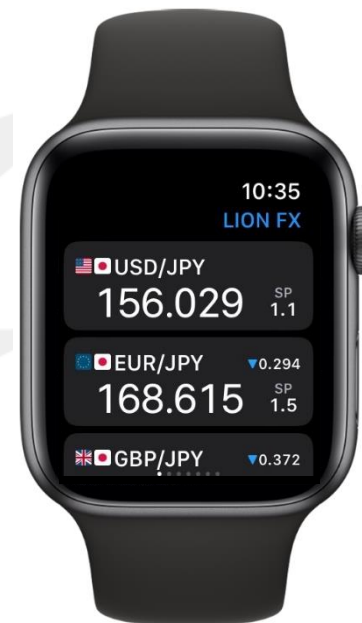 10:35
LION FX
USD/JPY
156.029 SP 1.1
EUR/JPY ▼0.294
168.615 SP 1.5
GBP/JPY ▼0.372